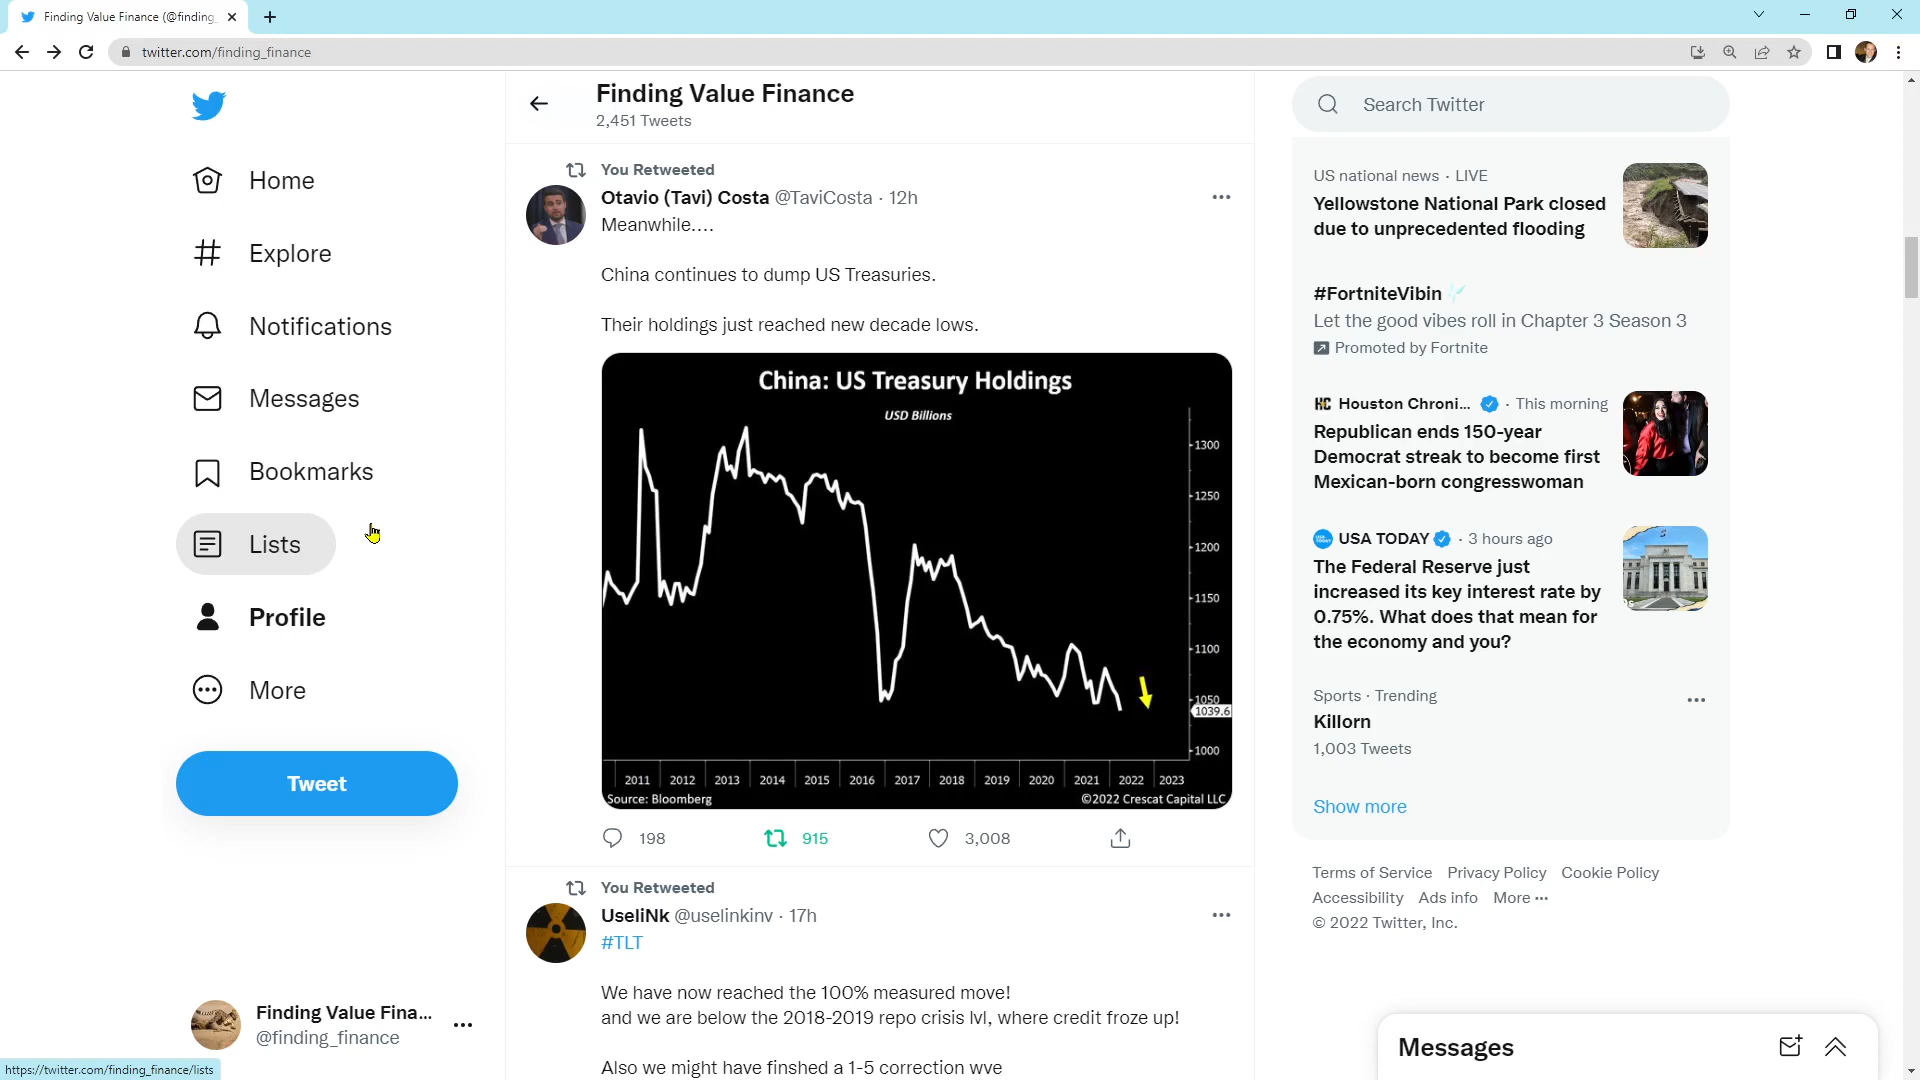 Finding Value Finance (@finding_
twitter.com/finding_finance
Home
Explore
Notifications
Messages
Bookmarks
Lists
Profile
More
Tweet
Finding Value Fina...
@finding_finance
https://twitter.com/finding_finance/lists
Finding Value Finance
2,451 Tweets
You Retweeted
Otavio (Tavi) Costa @TaviCosta · 12h
Meanwhile....
China continues to dump US Treasuries.
Their holdings just reached new decade lows.
China: US Treasury Holdings
USD Billions
1300
1250
1200
1150
1100
1050
1039.6
1000
2011 2012 2013 2014 2015 2016 2017 2018 2019 2020 2021 2022 2023
Source: Bloomberg ©2022 Crescat Capital LLC
198 915 3,008
You Retweeted
UseliNk @uselinkinv · 17h
#TLT
We have now reached the 100% measured move!
and we are below the 2018-2019 repo crisis lvl, where credit froze up!
Also we might have finshed a 1-5 correction wve
Search Twitter
US national news · LIVE
Yellowstone National Park closed
due to unprecedented flooding
#FortniteVibin
Let the good vibes roll in Chapter 3 Season 3
Promoted by Fortnite
HC Houston Chroni... · This morning
Republican ends 150-year
Democrat streak to become first
Mexican-born congresswoman
USA TODAY · 3 hours ago
The Federal Reserve just
increased its key interest rate by
0.75%. What does that mean for
the economy and you?
Sports · Trending
Killorn
1,003 Tweets
Show more
Terms of Service Privacy Policy Cookie Policy
Accessibility Ads info More ···
© 2022 Twitter, Inc.
Messages